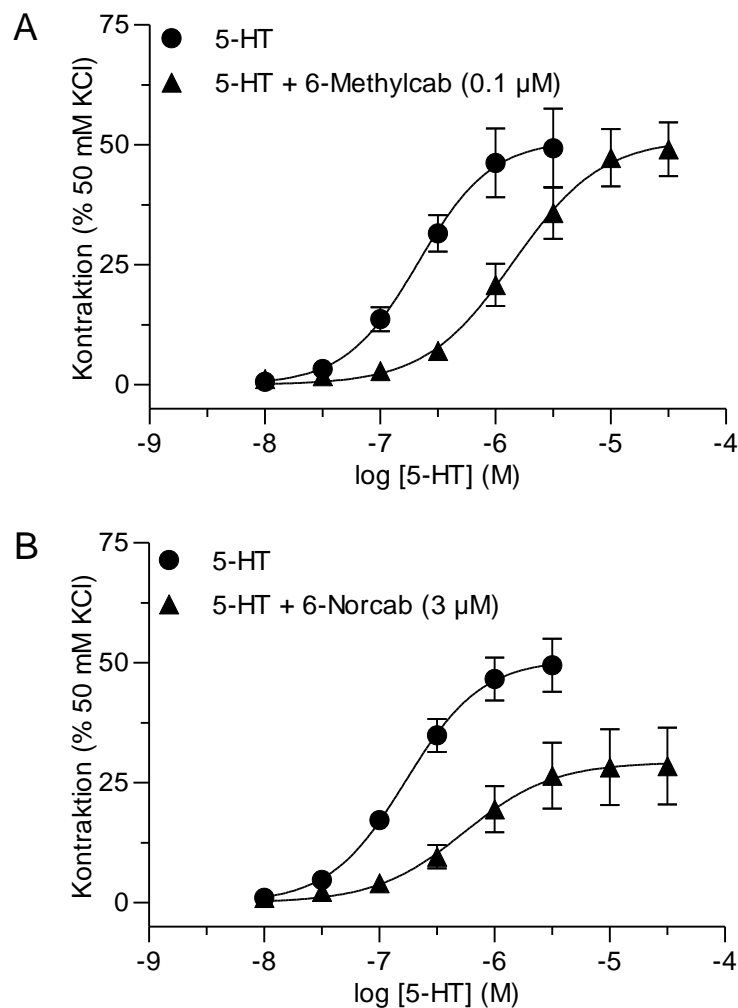 A
75
5-HT
5-HT + 6-Methylcab (0.1 µM)
50
25
0
Kontraktion (% 50 mM KCl)
-9 -8 -7 -6 -5 -4
log [5-HT] (M)
B
75
5-HT
5-HT + 6-Norcab (3 µM)
50
25
0
Kontraktion (% 50 mM KCl)
-9 -8 -7 -6 -5 -4
log [5-HT] (M)